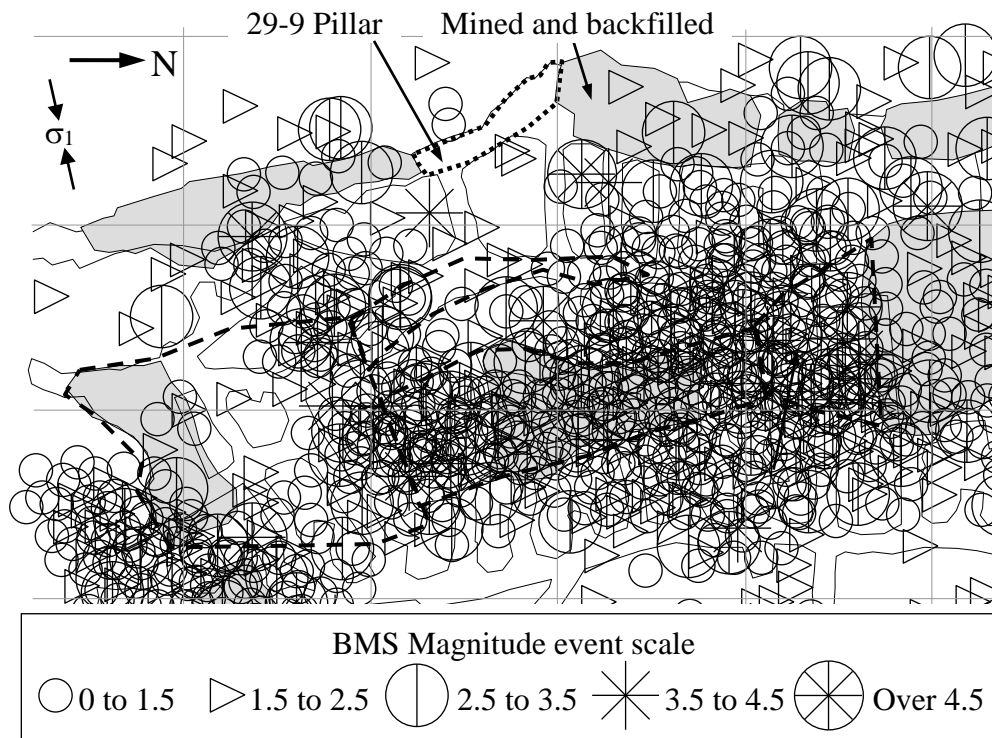 29-9 Pillar
Mined and backfilled
N
σ1
BMS Magnitude event scale
0 to 1.5
1.5 to 2.5
2.5 to 3.5
3.5 to 4.5
Over 4.5